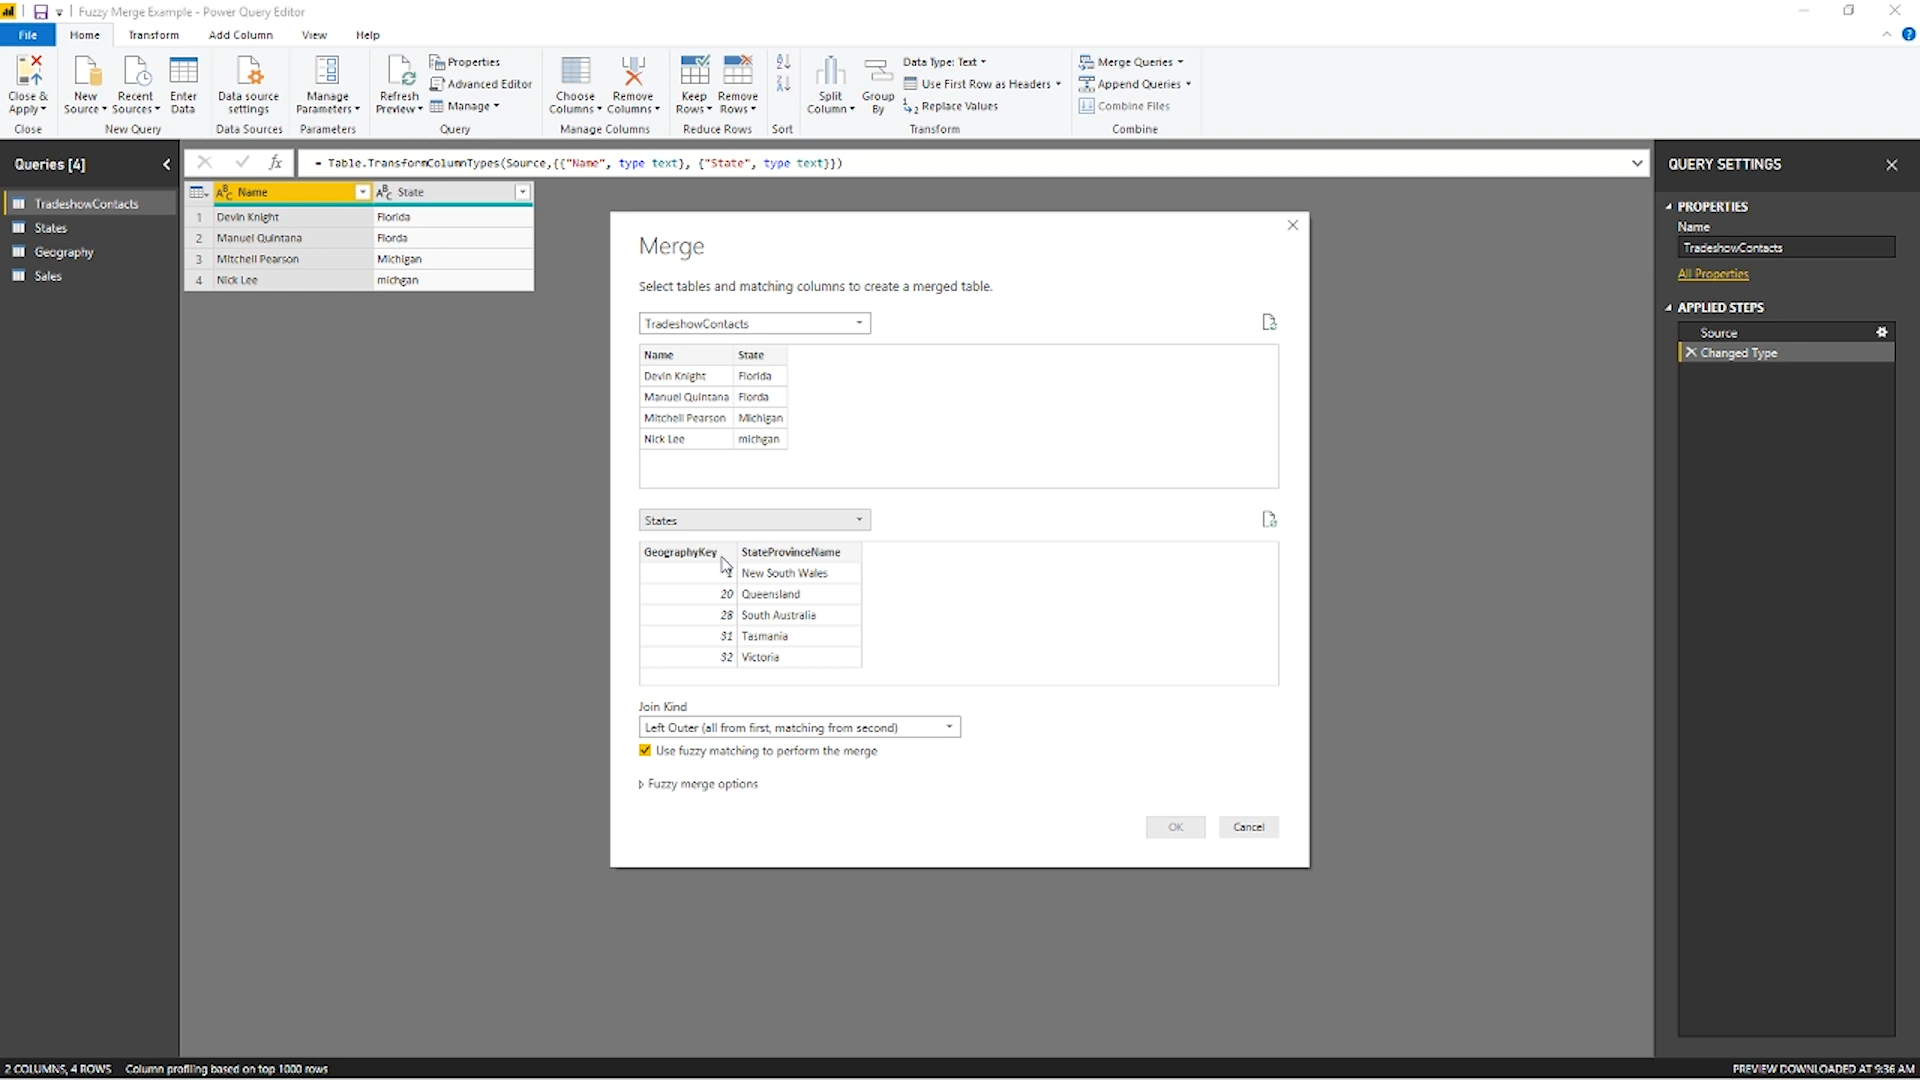 Fuzzy Merge Example - Power Query Editor
File Home Transform Add Column View Help
Close & Apply
New Source
Recent Sources
Enter Data
Data source settings
Manage Parameters
Refresh Preview
Properties
Advanced Editor
Manage
Choose Columns
Remove Columns
Keep Rows
Remove Rows
Split Column
Group By
Data Type: Text
Use First Row as Headers
Replace Values
Merge Queries
Append Queries
Combine Files
Close New Query Data Sources Parameters Query Manage Columns Reduce Rows Sort Transform Combine
Queries [4]
TradeshowContacts
States
Geography
Sales
fx = Table.TransformColumnTypes(Source,{{"Name", type text}, {"State", type text}})
ABC Name ABC State
1 Devin Knight Florida
2 Manuel Quintana Florda
3 Mitchell Pearson Michigan
4 Nick Lee michgan
Merge
Select tables and matching columns to create a merged table.
TradeshowContacts
Name State
Devin Knight Florida
Manuel Quintana Florda
Mitchell Pearson Michigan
Nick Lee michgan
States
GeographyKey StateProvinceName
New South Wales
20 Queensland
28 South Australia
31 Tasmania
32 Victoria
Join Kind
Left Outer (all from first, matching from second)
Use fuzzy matching to perform the merge
Fuzzy merge options
OK Cancel
QUERY SETTINGS
PROPERTIES
Name
TradeshowContacts
All Properties
APPLIED STEPS
Source
Changed Type
2 COLUMNS, 4 ROWS Column profiling based on top 1000 rows
PREVIEW DOWNLOADED AT 9:36 AM